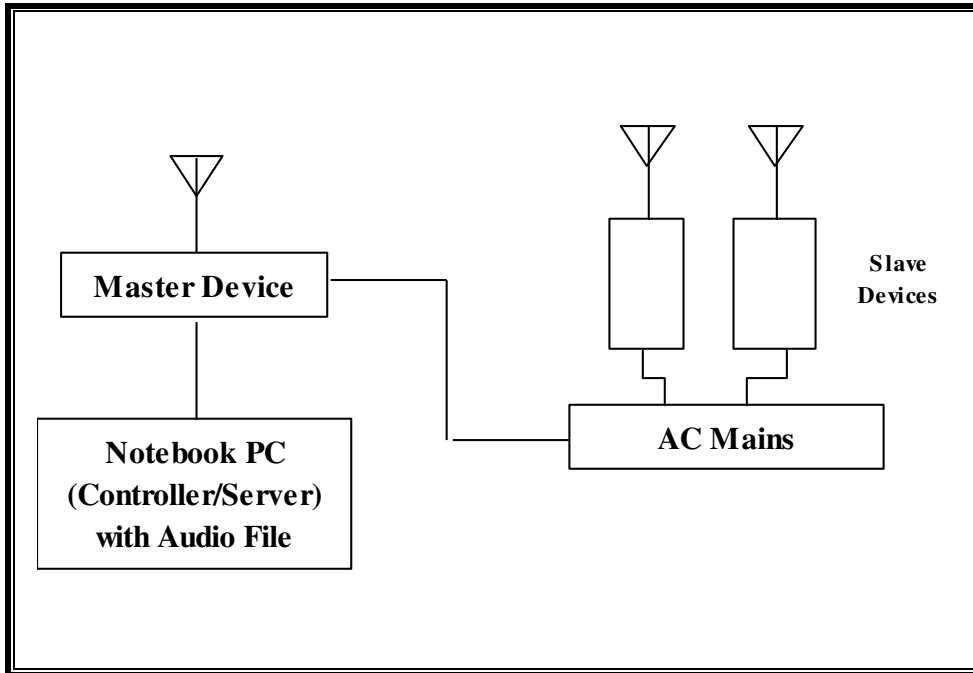 Master Device
Notebook PC
(Controller/Server)
with Audio File
Slave
Devices
AC Mains